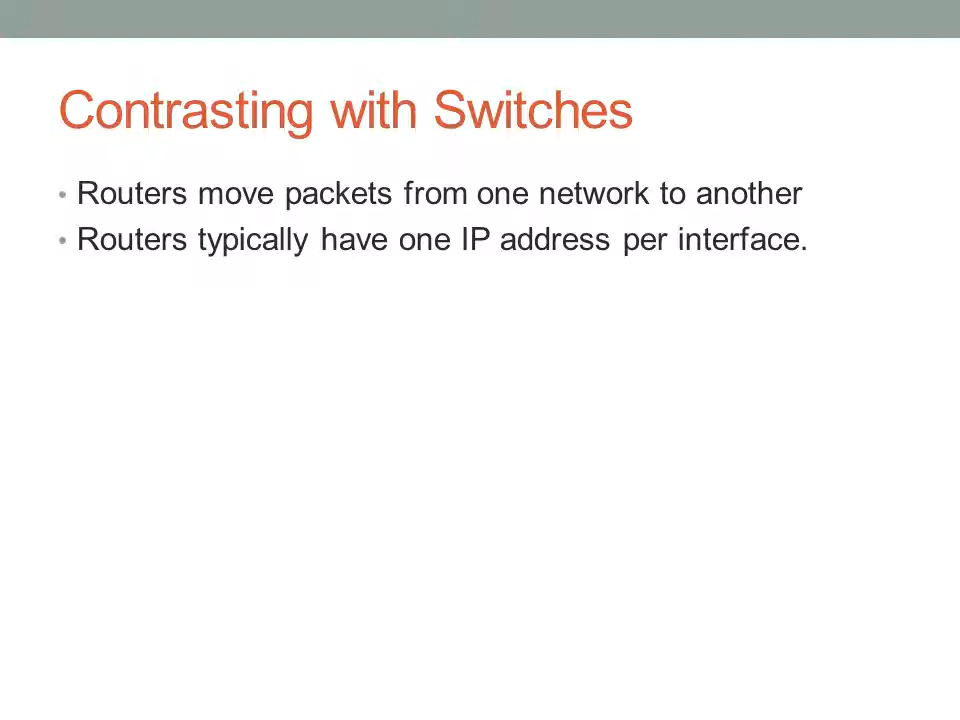 Contrasting with Switches
• Routers move packets from one network to another
• Routers typically have one IP address per interface.